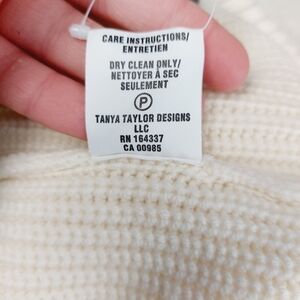 CARE INSTRUCTIONS/
ENTRETIEN
DRY CLEAN ONLY/
NETTOYER À SEC
SEULEMENT
P
TANYA TAYLOR DESIGNS
LLC
RN 164337
CA 00985